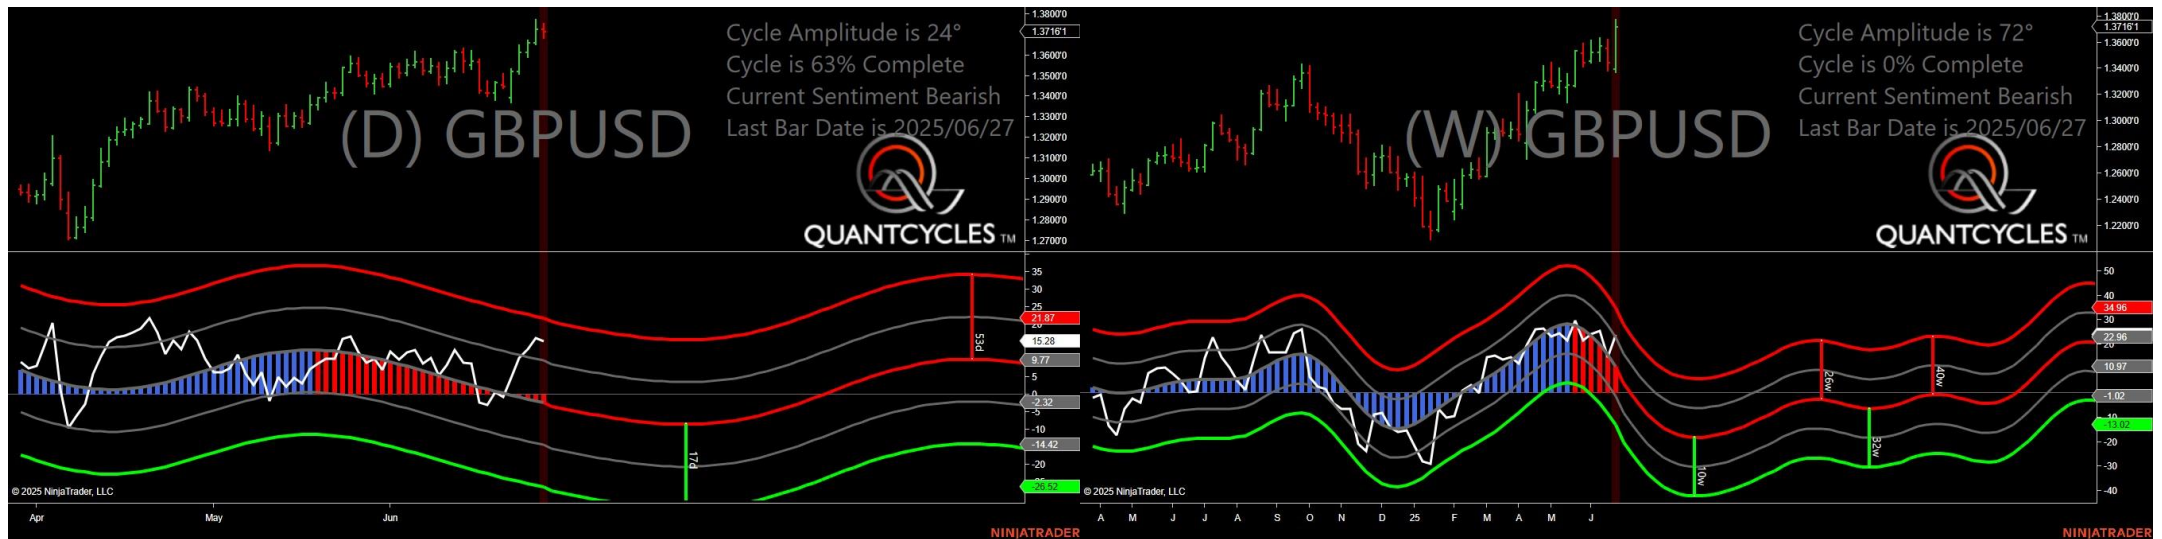 Cycle Amplitude is 24°
Cycle is 63% Complete
Current Sentiment Bearish
Last Bar Date is 2025/06/27
(D) GBPUSD
QUANTCYCLES TM
1.3800'0
1.3716'1
1.3600'0
1.3500'0
1.3400'0
1.3300'0
1.3200'0
1.3100'0
1.3000'0
1.2900'0
1.2800'0
1.2700'0
35
30
25
21.87
20
15.28
9.77
5
0
-2.32
-5
-10
-14.42
-20
-26.52
53d
17d
© 2025 NinjaTrader, LLC
Apr May Jun
NINJATRADER
Cycle Amplitude is 72°
Cycle is 0% Complete
Current Sentiment Bearish
Last Bar Date is 2025/06/27
(W) GBPUSD
QUANTCYCLES TM
1.3800'0
1.3716'1
1.3600'0
1.3400'0
1.3200'0
1.3000'0
1.2800'0
1.2600'0
1.2400'0
1.2200'0
50
40
34.96
30
22.96
20
10.97
-1.02
-10
-13.02
-20
-30
-40
26w
40w
32w
10w
© 2025 NinjaTrader, LLC
A M J J A S O N D 25 F M A M J
NINJATRADER